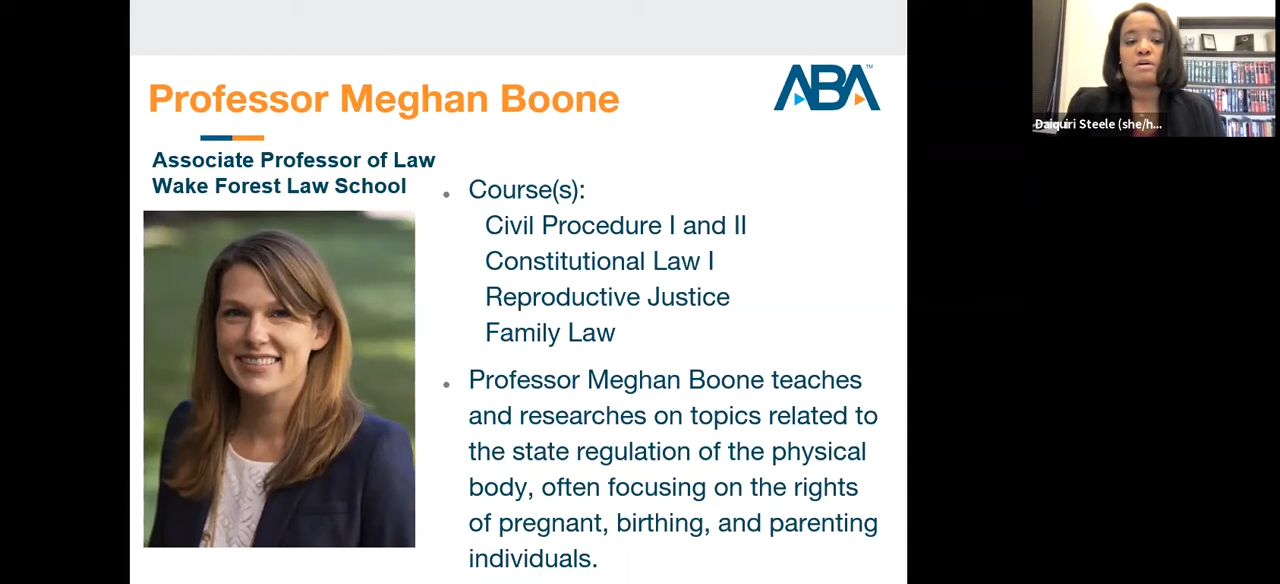 Professor Meghan Boone
ABA™
Associate Professor of Law
Wake Forest Law School
• Course(s):
Civil Procedure I and II
Constitutional Law I
Reproductive Justice
Family Law
• Professor Meghan Boone teaches
and researches on topics related to
the state regulation of the physical
body, often focusing on the rights
of pregnant, birthing, and parenting
individuals.
Daiquiri Steele (she/h...